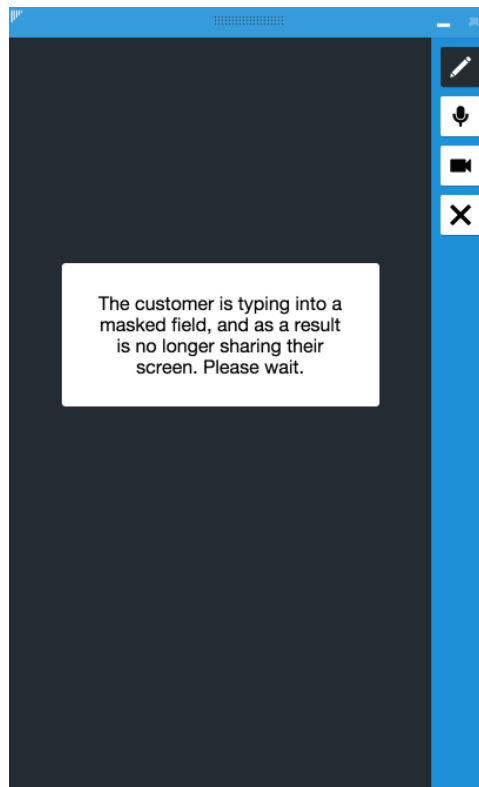 The customer is typing into a
masked field, and as a result
is no longer sharing their
screen. Please wait.